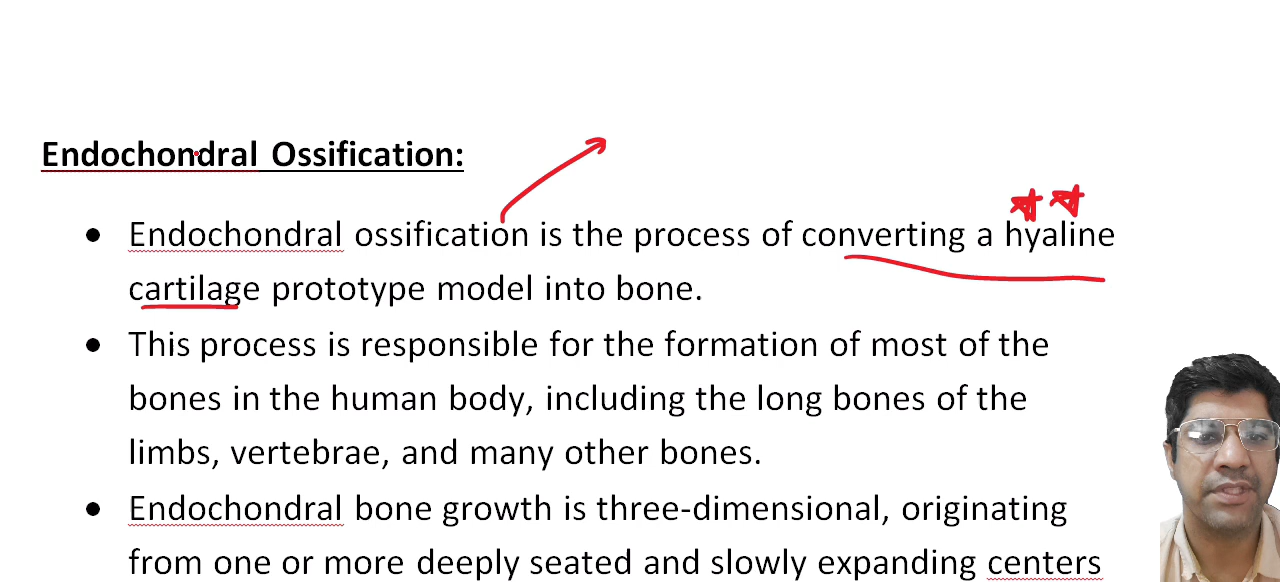 Endochondral Ossification:
• Endochondral ossification is the process of converting a hyaline
cartilage prototype model into bone.
• This process is responsible for the formation of most of the
bones in the human body, including the long bones of the
limbs, vertebrae, and many other bones.
• Endochondral bone growth is three-dimensional, originating
from one or more deeply seated and slowly expanding centers